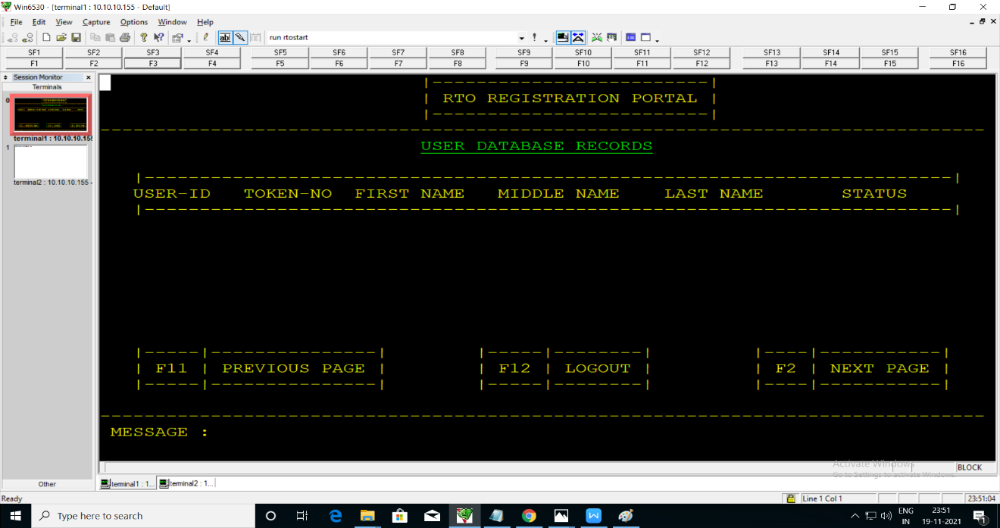 Win6530 - [terminal1 : 10.10.10.155 - Default]
File Edit View Capture Options Window Help
run rtostart
SF1 SF2 SF3 SF4 SF5 SF6 SF7 SF8 SF9 SF10 SF11 SF12 SF13 SF14 SF15 SF16
F1 F2 F3 F4 F5 F6 F7 F8 F9 F10 F11 F12 F13 F14 F15 F16
Session Monitor
Terminals
0
terminal1 : 10.10.10.155
1
terminal2 : 10.10.10.155 -
Other
RTO REGISTRATION PORTAL
USER DATABASE RECORDS
USER-ID TOKEN-NO FIRST NAME MIDDLE NAME LAST NAME STATUS
F11 PREVIOUS PAGE F12 LOGOUT F2 NEXT PAGE
MESSAGE :
Activate Windows
Go to Settings to activate Windows.
BLOCK
terminal1 : 1... terminal2 : 1...
Ready Line 1 Col 1 23:51:04
Type here to search
ENG 23:51
IN 19-11-2021
1